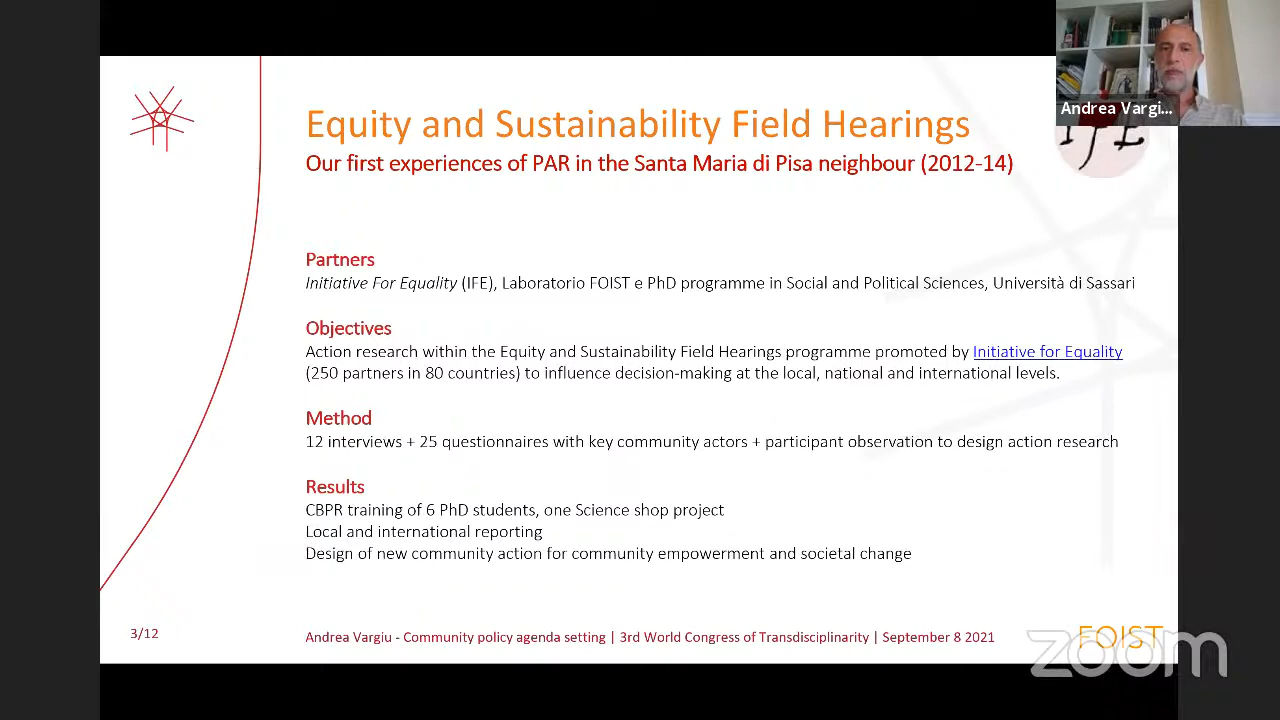 Andrea Vargi...
IFE
Equity and Sustainability Field Hearings
Our first experiences of PAR in the Santa Maria di Pisa neighbour (2012-14)
Partners
Initiative For Equality (IFE), Laboratorio FOIST e PhD programme in Social and Political Sciences, Università di Sassari
Objectives
Action research within the Equity and Sustainability Field Hearings programme promoted by Initiative for Equality
(250 partners in 80 countries) to influence decision-making at the local, national and international levels.
Method
12 interviews + 25 questionnaires with key community actors + participant observation to design action research
Results
CBPR training of 6 PhD students, one Science shop project
Local and international reporting
Design of new community action for community empowerment and societal change
3/12
Andrea Vargiu - Community policy agenda setting | 3rd World Congress of Transdisciplinarity | September 8 2021
FOIST
zoom